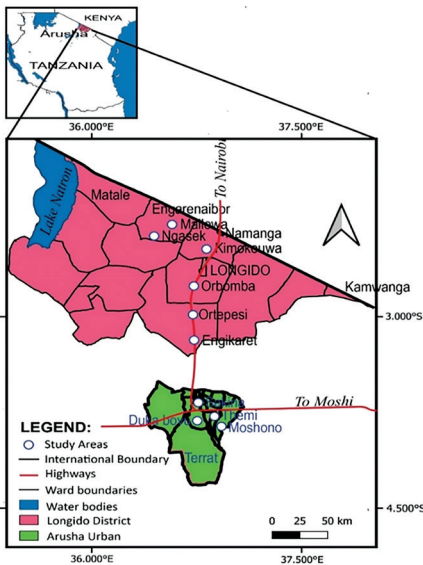 KENYA
Arusha
TANZANIA
36.000°E
37.500°E
To Nairobi
Lake Natron
Matale
Engarenaibor
Mairowa
Ngasek
Namanga
Kimokouwa
LONGIDO
Orbomba
Kamwanga
Ortepesi
3.000°S
Engikaret
To Moshi
Themi
Moshono
Terrat
LEGEND:
Study Areas
International Boundary
Highways
Ward boundaries
Water bodies
Longido District
Arusha Urban
0 25 50 km
4.500°S
36.000°E
37.500°E